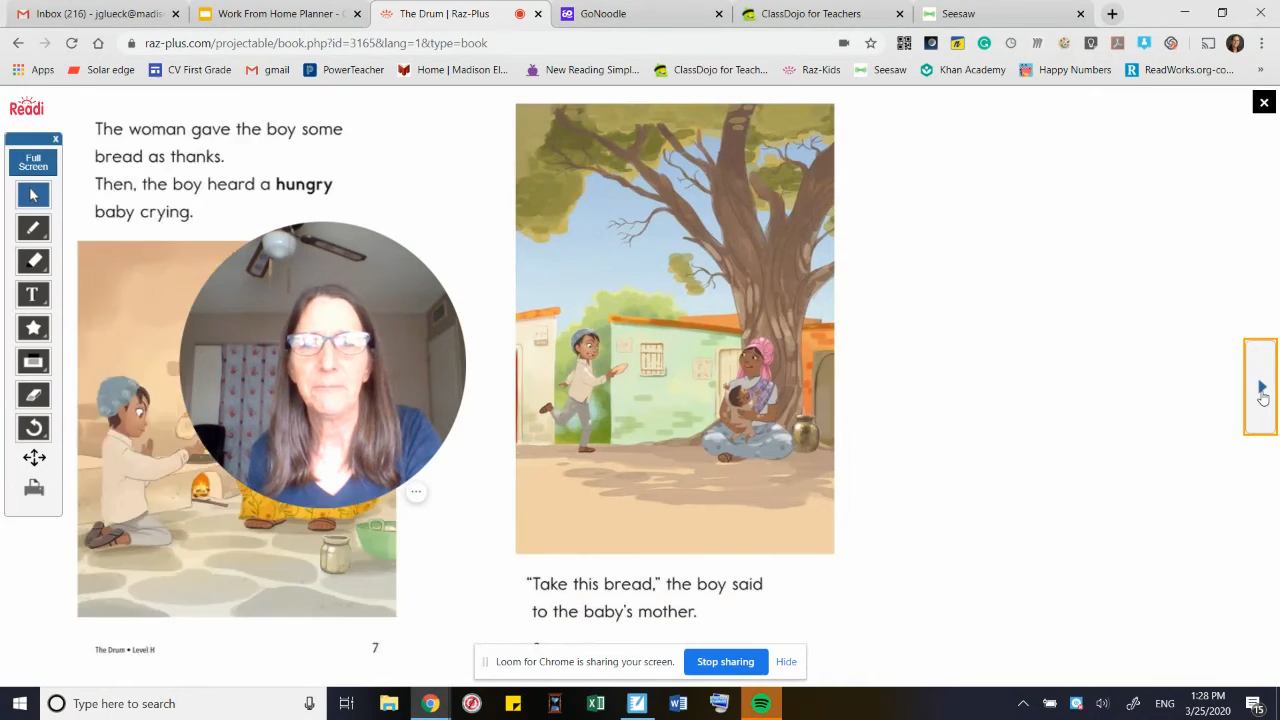 Inbox (4,316) - jglueck@madis
Work From Home Planner - G
The Drum | Raz-Plus
GoNoodle
ClassDojo for Teachers
Seesaw
raz-plus.com/projectable/book.php?id=3165&lang=1&type=book
Apps
Solar edge
CV First Grade
gmail
PowerTeacher
Home | Madison El...
New Reading Simpl...
ClassDojo for Teach...
Raz-Kids
Seesaw
Khan Academy
Happy Numbers
ReadWorks.org-co...
Readi
X
Full
Screen
T
The woman gave the boy some
bread as thanks.
Then, the boy heard a hungry
baby crying.
"Take this bread," the boy said
to the baby's mother.
The Drum • Level H
7
Loom for Chrome is sharing your screen.
Stop sharing
Hide
Type here to search
ENG
1:28 PM
3/25/2020
15